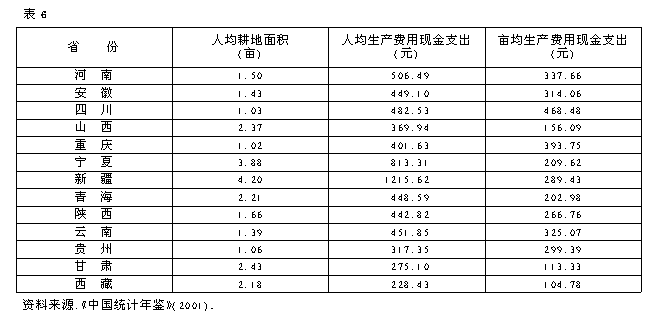 表 6
省 份 人均耕地面积(亩) 人均生产费用现金支出(元) 亩均生产费用现金支出(元)
河 南 1.50 506.49 337.66
安 徽 1.43 449.10 314.06
四 川 1.03 482.53 468.48
山 西 2.37 369.94 156.09
重 庆 1.02 401.63 393.75
宁 夏 3.88 813.31 209.62
新 疆 4.20 1215.62 289.43
青 海 2.21 448.59 202.98
陕 西 1.66 442.82 266.76
云 南 1.39 451.85 325.07
贵 州 1.06 317.35 299.39
甘 肃 2.43 275.10 113.33
西 藏 2.18 228.43 104.78
资料来源.《中国统计年鉴》(2001).